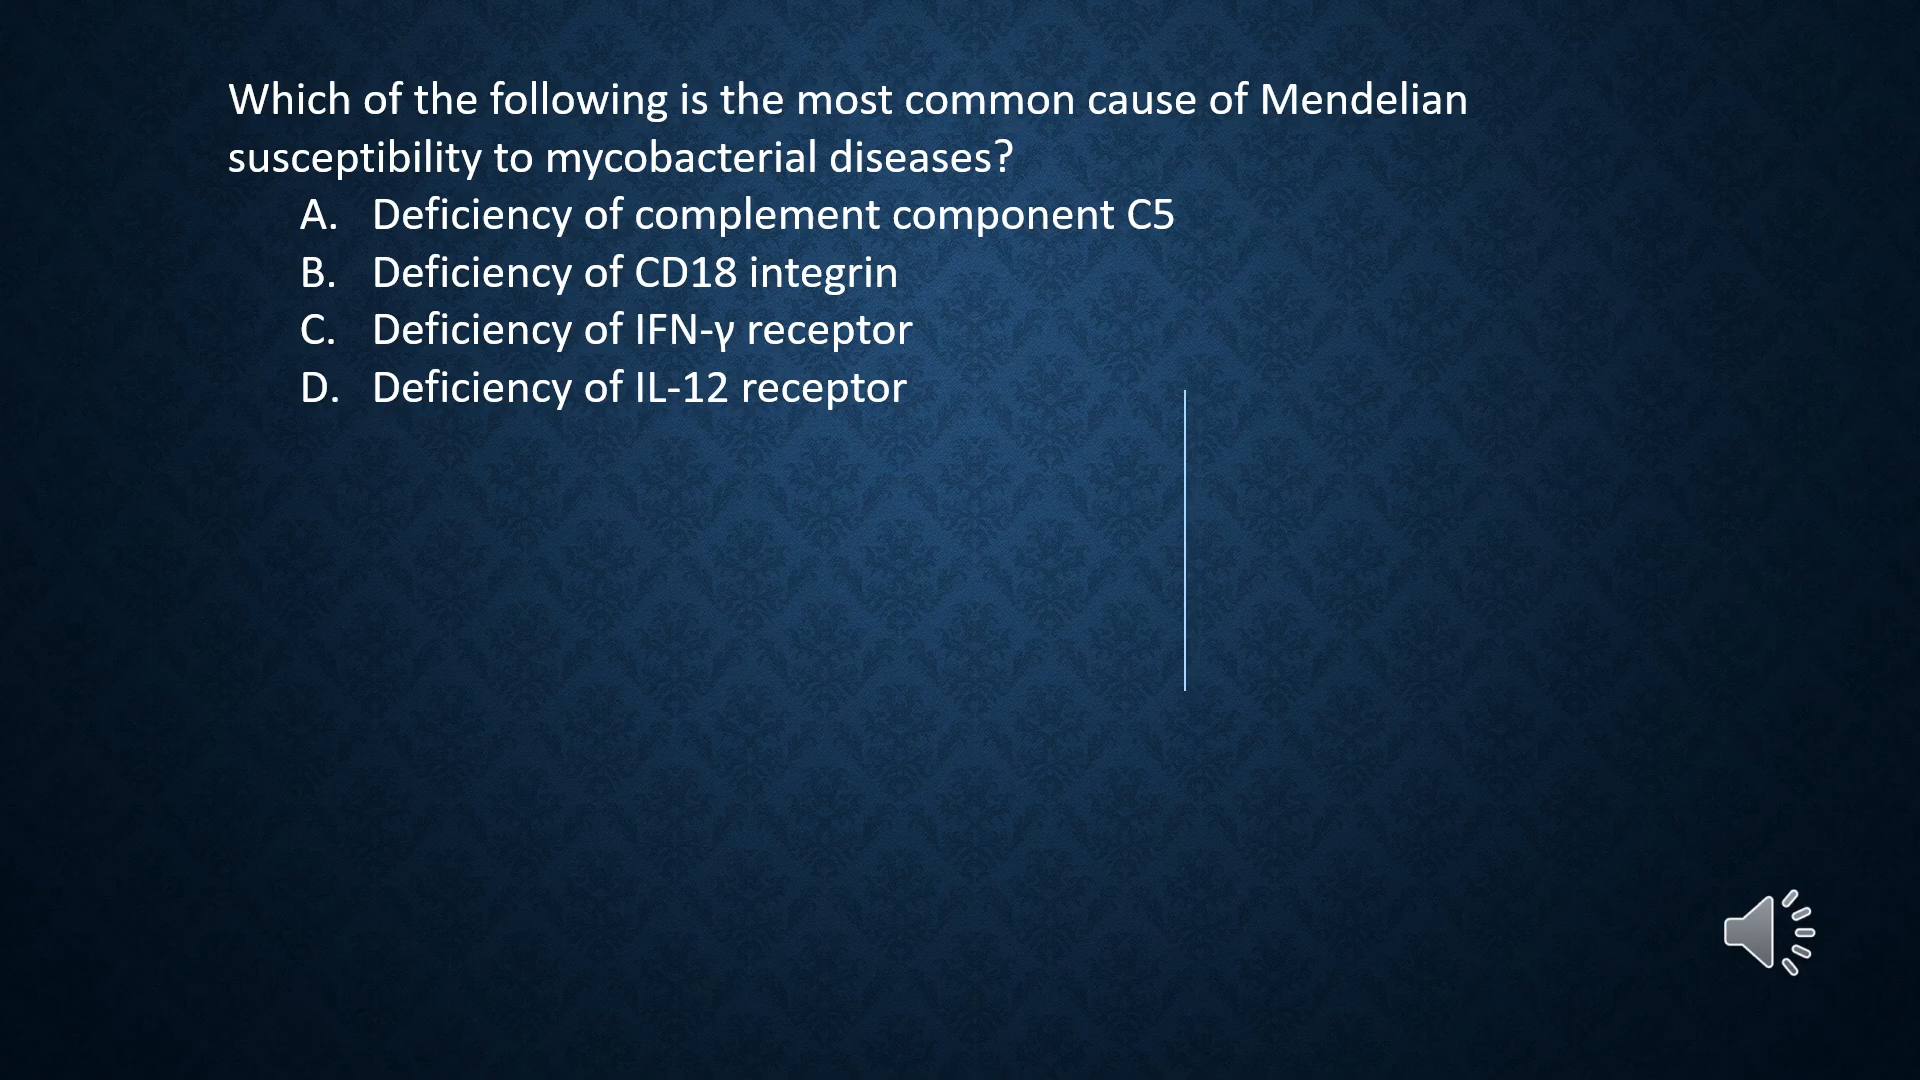 Which of the following is the most common cause of Mendelian
susceptibility to mycobacterial diseases?
A. Deficiency of complement component C5
B. Deficiency of CD18 integrin
C. Deficiency of IFN-γ receptor
D. Deficiency of IL-12 receptor